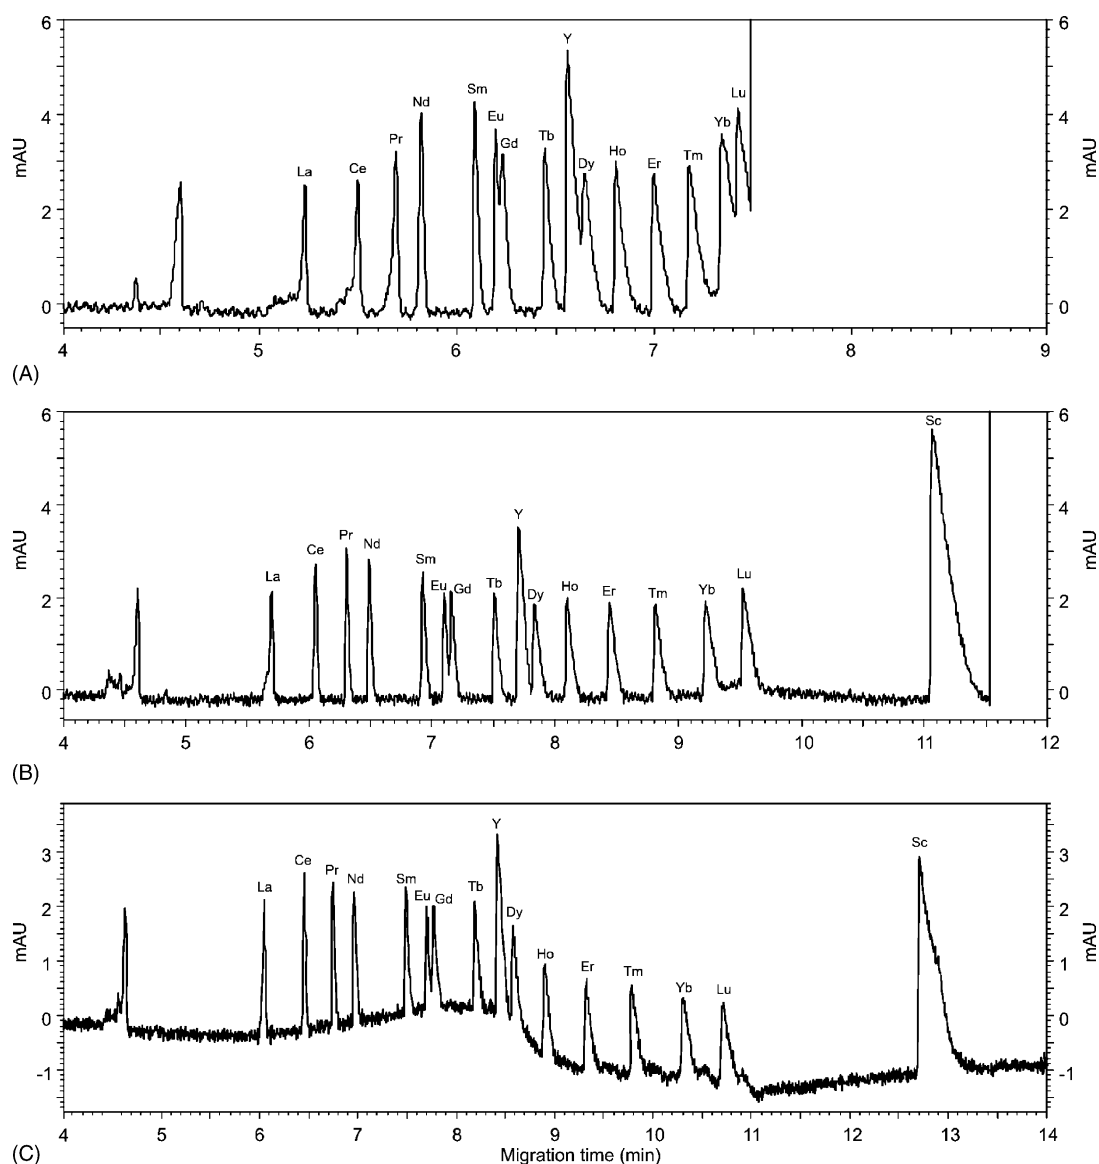 6 6
Y
Lu
Sm
Nd
Eu Yb
4 4
Tb
Gd
Pr
Ho
Dy Er Tm
Ce
La
mAU mAU
2 2
0 0
4 5 6 7 8 9
(A)
6 6
Sc
4 4
Y
Pr Nd
Ce
Sm
La Eu Gd Tb Ho Er Tm Yb Lu
Dy
mAU mAU
2 2
0 0
4 5 6 7 8 9 10 11 12
(B)
Y
3 Ce Sc 3
Pr Nd Sm
La Eu Gd Tb
2 2
Dy
mAU mAU
1 Ho 1
Er Tm
Yb Lu
0 0
-1 -1
4 5 6 7 8 9 10 11 12 13 14
(C) Migration time (min)